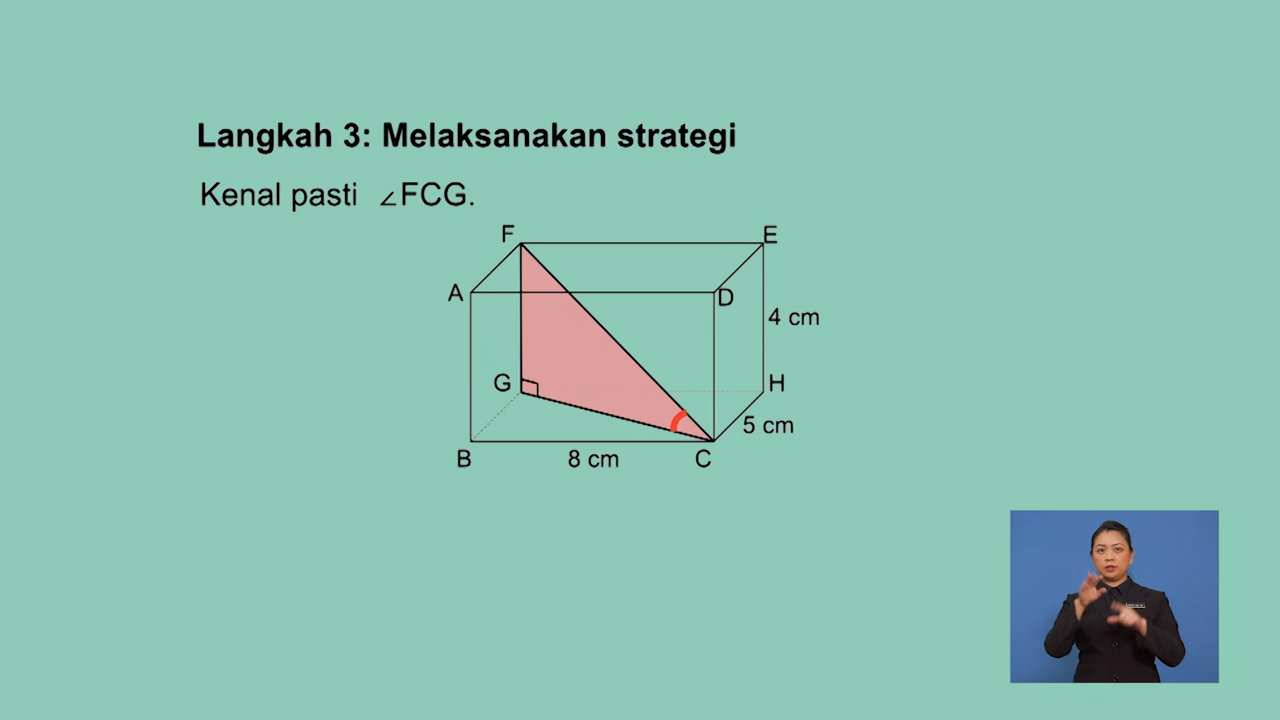 Langkah 3: Melaksanakan strategi
Kenal pasti ∠FCG.
F
E
A
D
4 cm
G
H
5 cm
B
8 cm
C